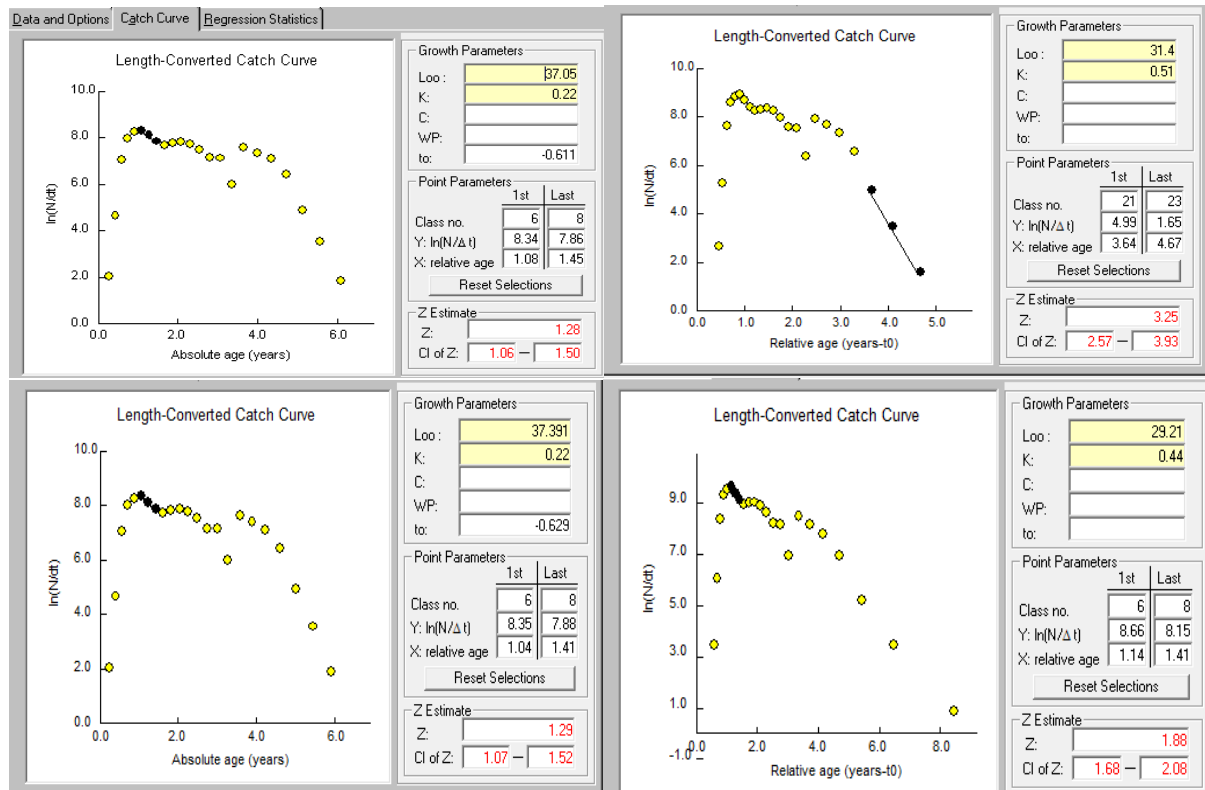 Data and Options Catch Curve Regression Statistics
Length-Converted Catch Curve
ln(N/dt)
10.0
8.0
6.0
4.0
2.0
0.0
0.0 2.0 4.0 6.0
Absolute age (years)
Growth Parameters
Loo : 37.05
K: 0.22
C:
WP:
to: -0.611
Point Parameters
1st Last
Class no. 6 8
Y: ln(N/Δ t) 8.34 7.86
X: relative age 1.08 1.45
Reset Selections
Z Estimate
Z: 1.28
CI of Z: 1.06 – 1.50
Length-Converted Catch Curve
ln(N/dt)
10.0
8.0
6.0
4.0
2.0
0.0
0.0 1.0 2.0 3.0 4.0 5.0
Relative age (years-t0)
Growth Parameters
Loo : 31.4
K: 0.51
C:
WP:
to:
Point Parameters
1st Last
Class no. 21 23
Y: ln(N/Δ t) 4.99 1.65
X: relative age 3.64 4.67
Reset Selections
Z Estimate
Z: 3.25
CI of Z: 2.57 – 3.93
Length-Converted Catch Curve
ln(N/dt)
10.0
8.0
6.0
4.0
2.0
0.0
0.0 2.0 4.0 6.0
Absolute age (years)
Growth Parameters
Loo : 37.391
K: 0.22
C:
WP:
to: -0.629
Point Parameters
1st Last
Class no. 6 8
Y: ln(N/Δ t) 8.35 7.88
X: relative age 1.04 1.41
Reset Selections
Z Estimate
Z: 1.29
CI of Z: 1.07 – 1.52
Length-Converted Catch Curve
ln(N/dt)
9.0
7.0
5.0
3.0
1.0
-1.0
0.0 2.0 4.0 6.0 8.0
Relative age (years-t0)
Growth Parameters
Loo : 29.21
K: 0.44
C:
WP:
to:
Point Parameters
1st Last
Class no. 6 8
Y: ln(N/Δ t) 8.66 8.15
X: relative age 1.14 1.41
Reset Selections
Z Estimate
Z: 1.88
CI of Z: 1.68 – 2.08